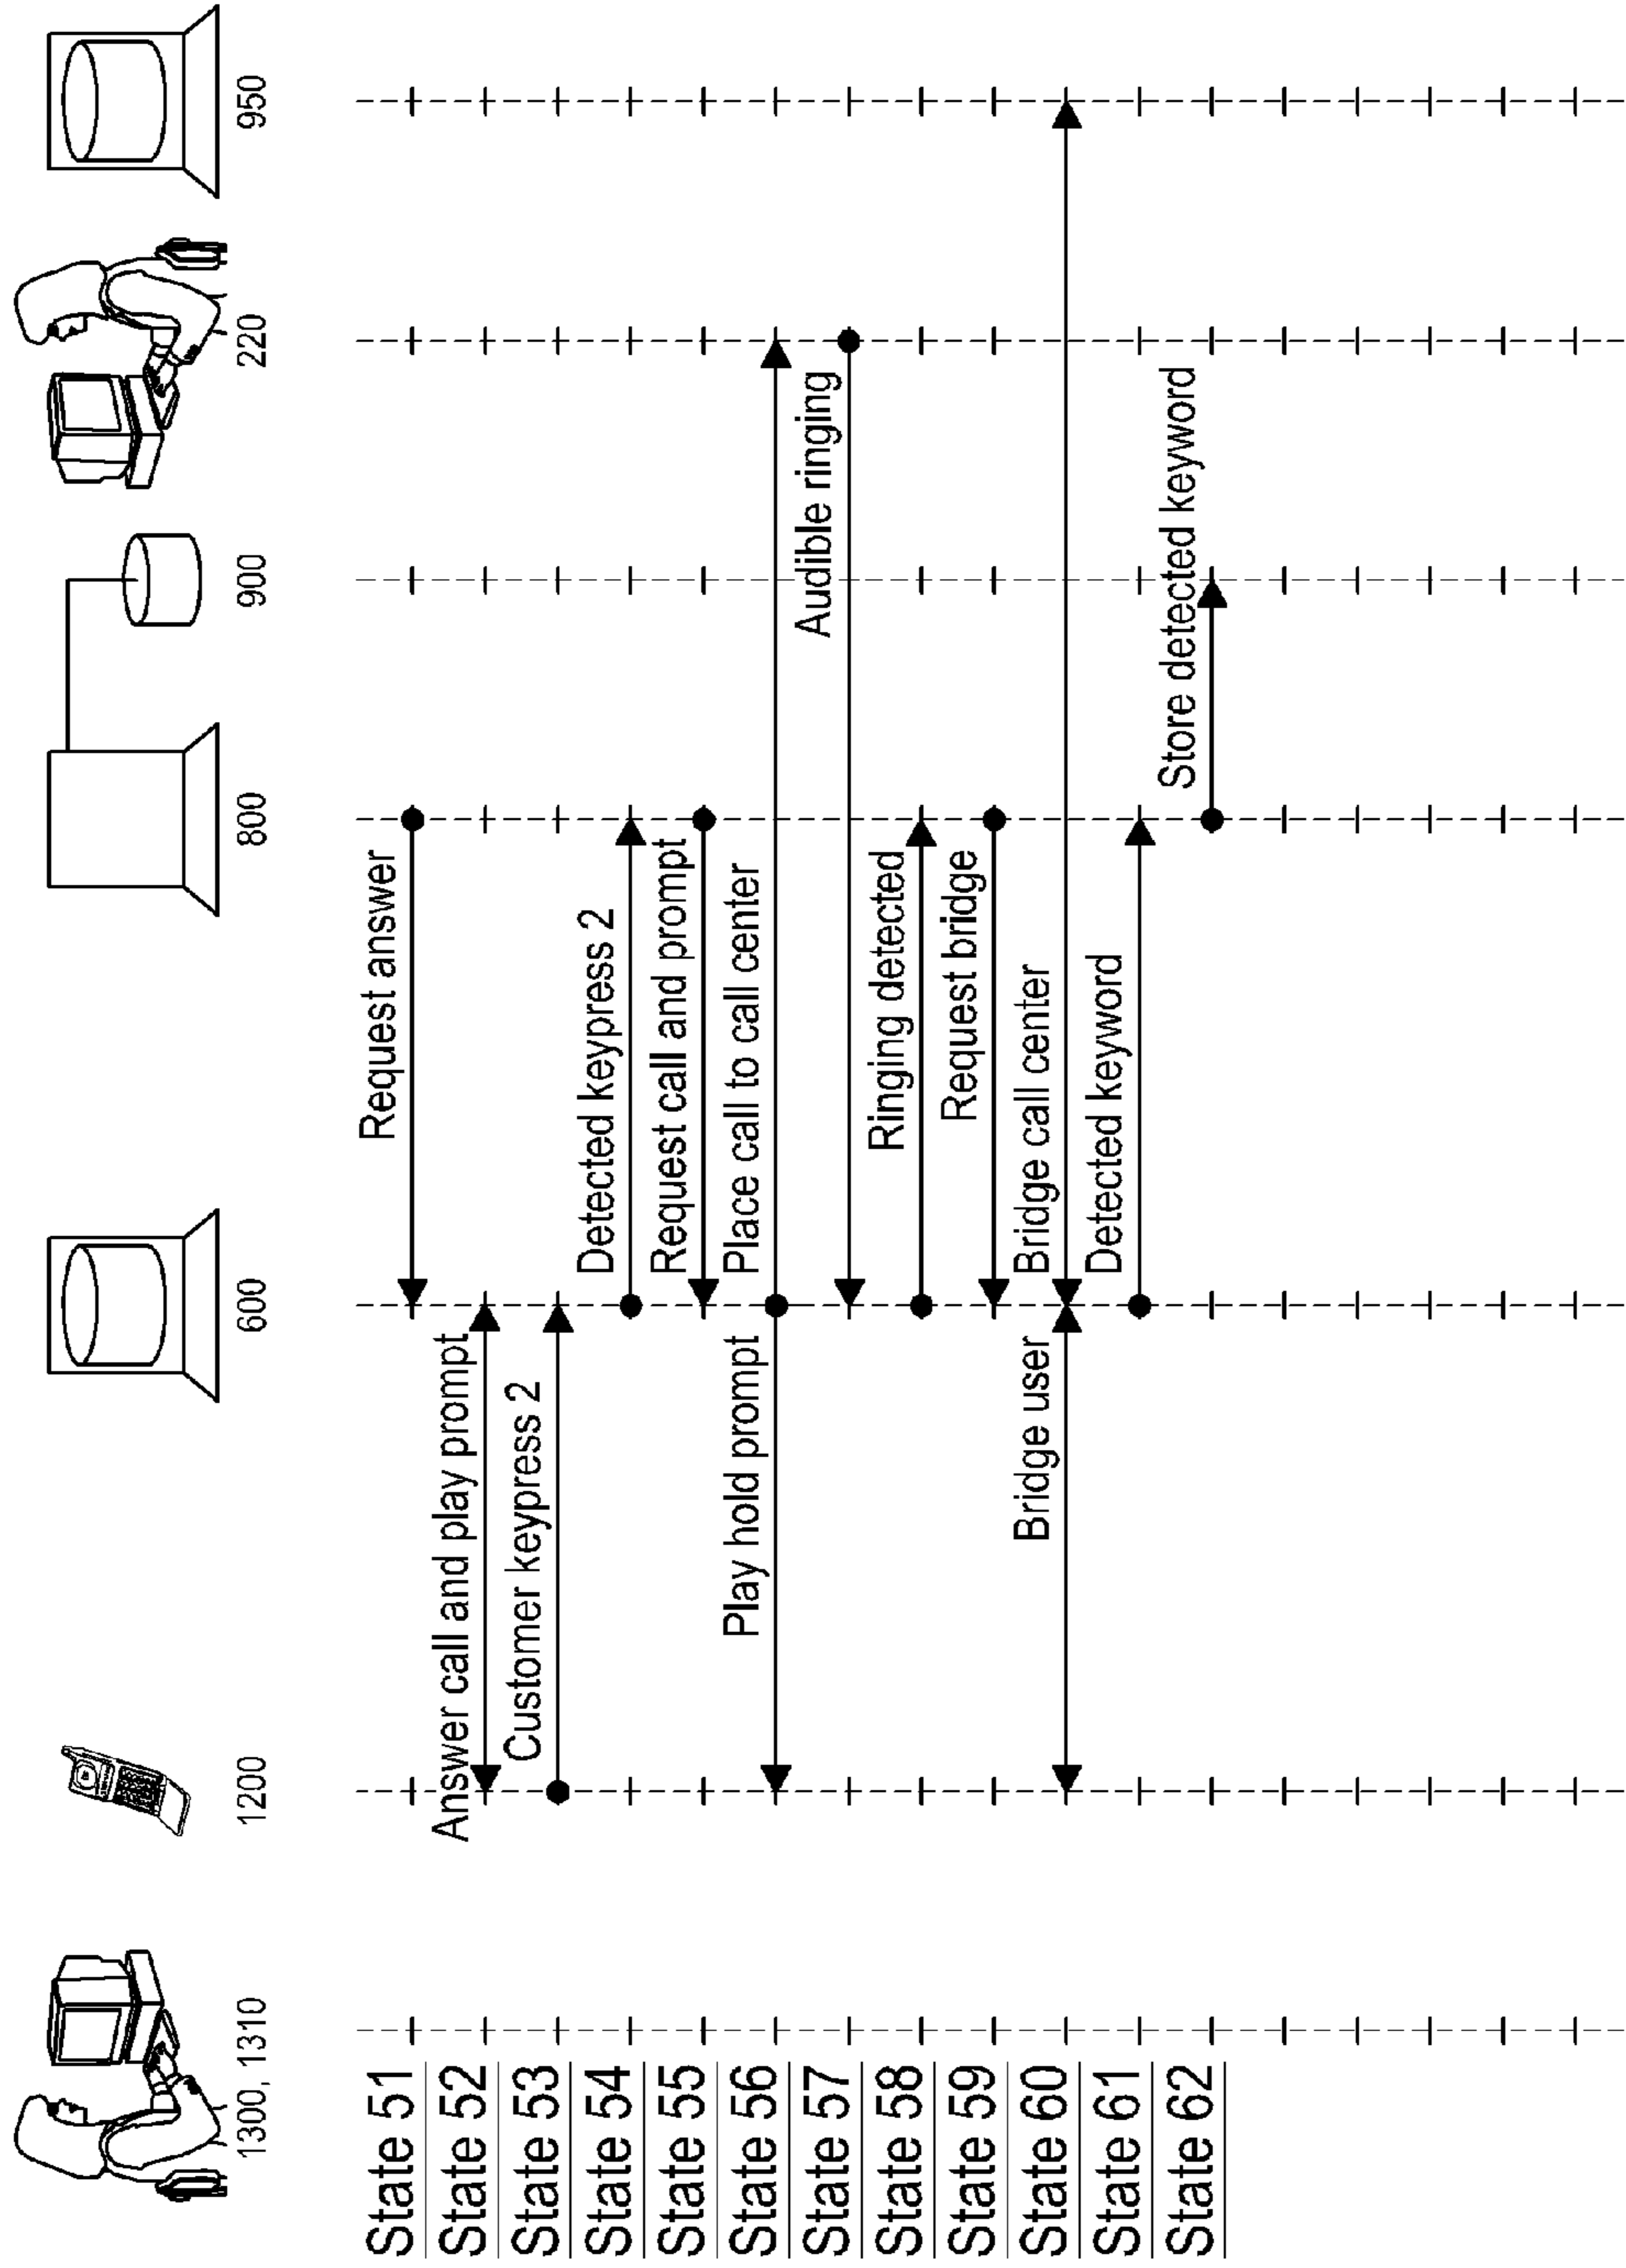 1300, 1310
1200
600
800
900
220
950
State 51
Request answer
State 52
Answer call and play prompt
State 53
Customer keypress 2
State 54
Detected keypress 2
State 55
Request call and prompt
State 56
Play hold prompt
Place call to call center
State 57
Audible ringing
State 58
Ringing detected
State 59
Request bridge
State 60
Bridge user
Bridge call center
State 61
Detected keyword
State 62
Store detected keyword